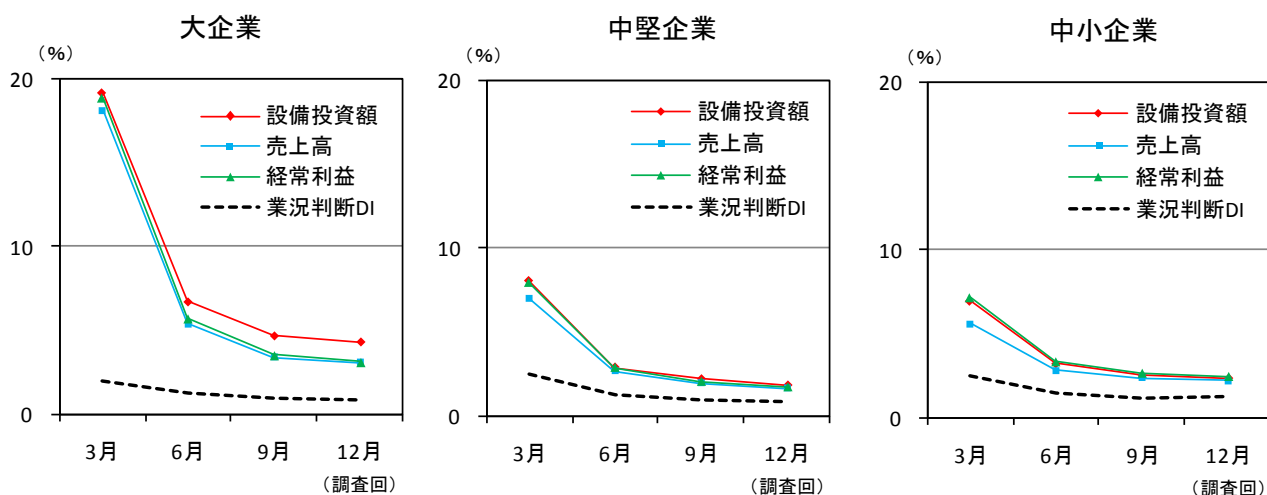 大企業
(%)
20
10
0
設備投資額
売上高
経常利益
業況判断DI
3月
6月
9月
12月
(調査回)
中堅企業
(%)
20
10
0
設備投資額
売上高
経常利益
業況判断DI
3月
6月
9月
12月
(調査回)
中小企業
(%)
20
10
0
設備投資額
売上高
経常利益
業況判断DI
3月
6月
9月
12月
(調査回)